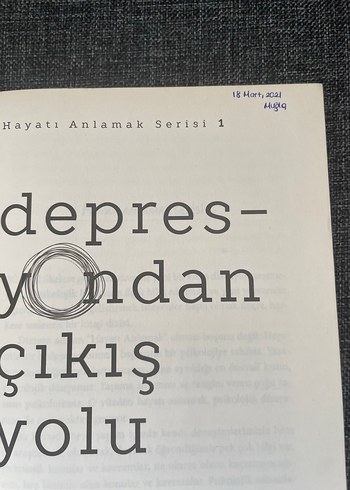 18 Mart, 2021
Muğla
Hayatı Anlamak Serisi 1
depres-
yondan
çıkış
yolu